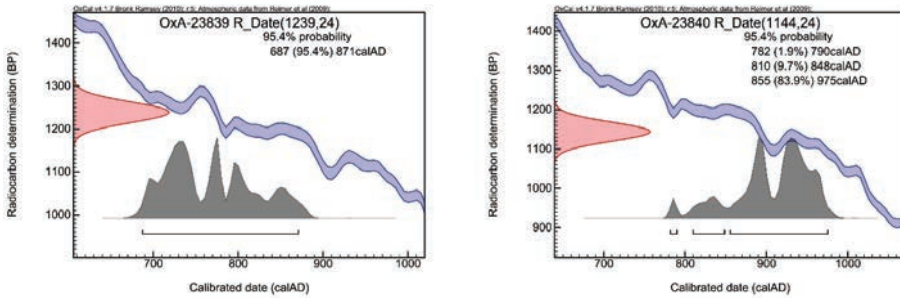 OxCal v4.1.7 Bronk Ramsey (2010); r:5; Atmospheric data from Reimer et al (2009);
OxA-23839 R_Date(1239,24)
95.4% probability
687 (95.4%) 871calAD
Radiocarbon determination (BP)
1400
1300
1200
1100
1000
700
800
900
1000
Calibrated date (calAD)
OxCal v4.1.7 Bronk Ramsey (2010); r:5; Atmospheric data from Reimer et al (2009);
OxA-23840 R_Date(1144,24)
95.4% probability
782 (1.9%) 790calAD
810 (9.7%) 848calAD
855 (83.9%) 975calAD
Radiocarbon determination (BP)
1400
1300
1200
1100
1000
900
700
800
900
1000
Calibrated date (calAD)